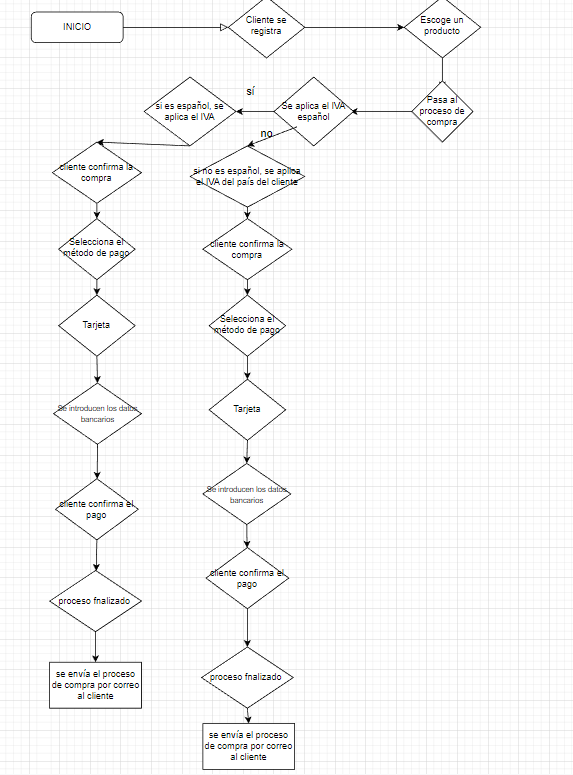 INICIO
Cliente se
registra
Escoge un
producto
Pasa al
proceso de
compra
Se aplica el IVA
español
sí
si es español, se
aplica el IVA
no
si no es español, se aplica
el IVA del país del cliente
cliente confirma la
compra
Selecciona el
método de pago
Tarjeta
Se introducen los datos
bancarios
cliente confirma el
pago
proceso fnalizado
se envía el proceso
de compra por correo
al cliente
cliente confirma la
compra
Selecciona el
método de pago
Tarjeta
Se introducen los datos
bancarios
cliente confirma el
pago
proceso fnalizado
se envía el proceso
de compra por correo
al cliente